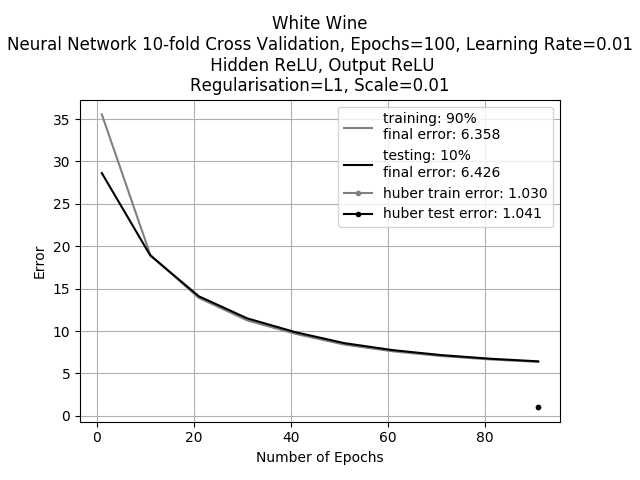 White Wine
Neural Network 10-fold Cross Validation, Epochs=100, Learning Rate=0.01
Hidden ReLU, Output ReLU
Regularisation=L1, Scale=0.01
training: 90%
final error: 6.358
testing: 10%
final error: 6.426
huber train error: 1.030
huber test error: 1.041
Error
35
30
25
20
15
10
5
0
0 20 40 60 80
Number of Epochs